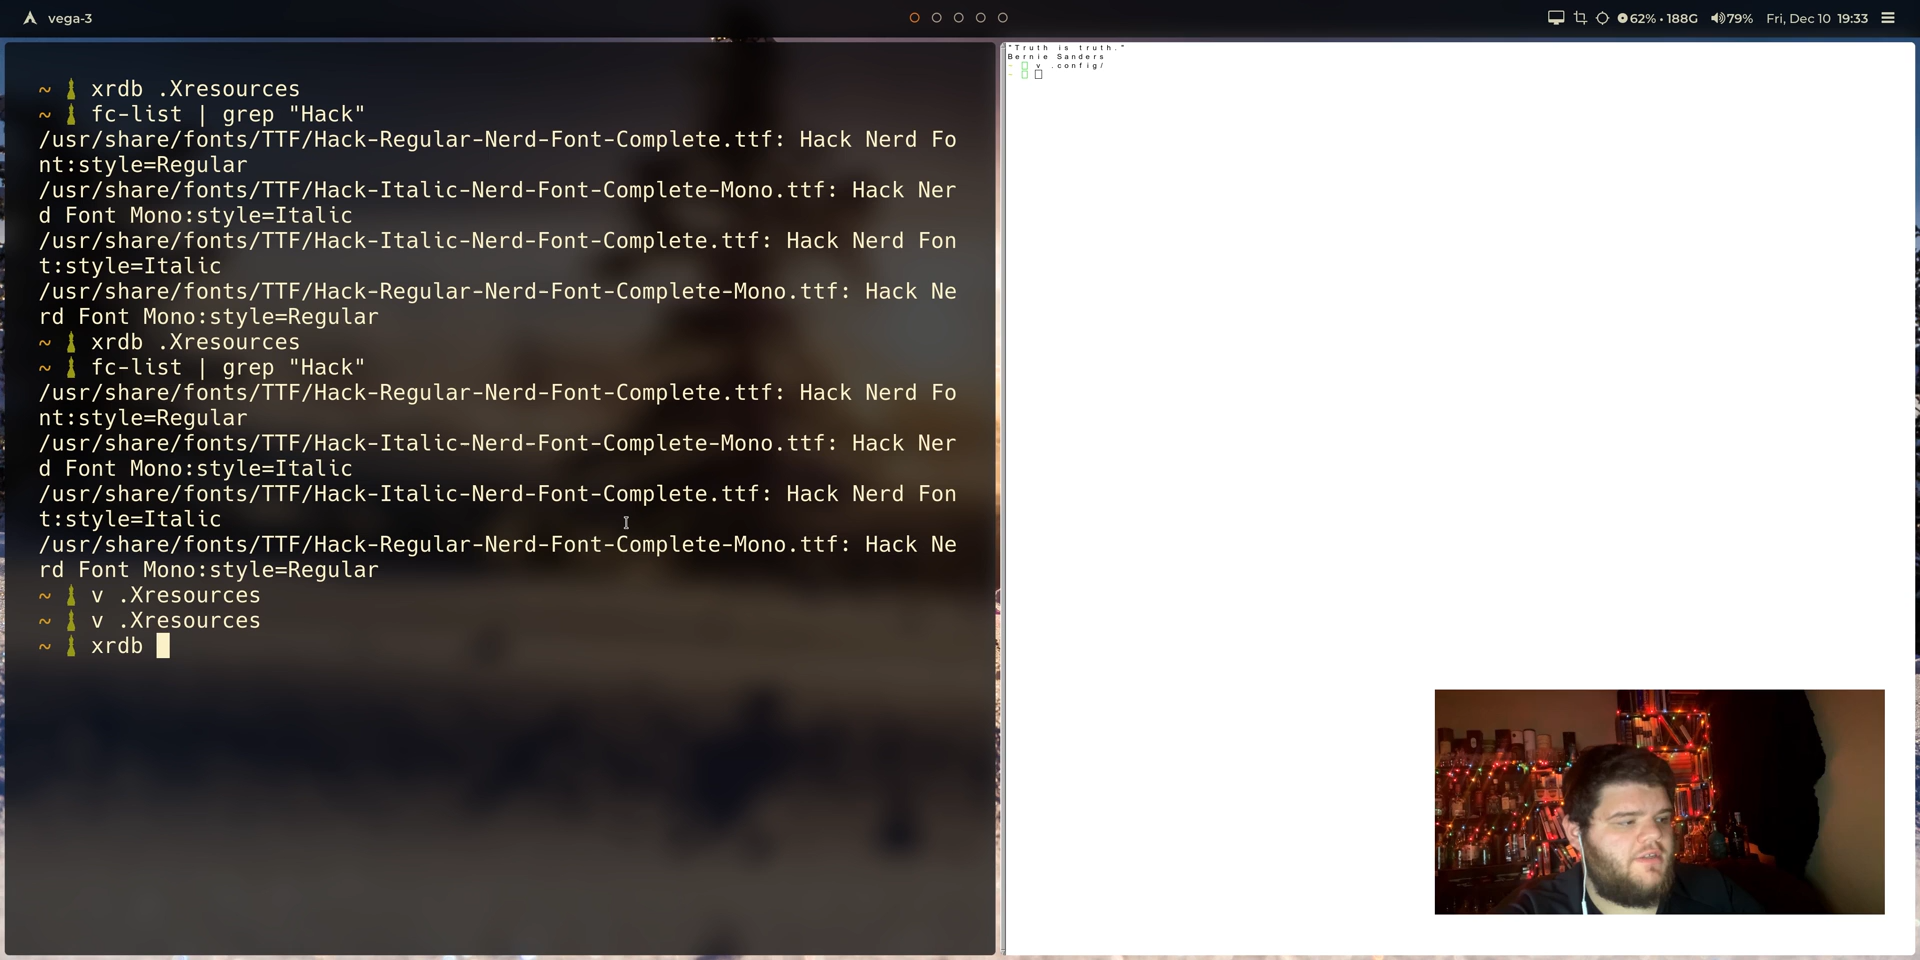 vega-3
62% • 188G 79% Fri, Dec 10 19:33
~ xrdb .Xresources
~ fc-list | grep "Hack"
/usr/share/fonts/TTF/Hack-Regular-Nerd-Font-Complete.ttf: Hack Nerd Fo
nt:style=Regular
/usr/share/fonts/TTF/Hack-Italic-Nerd-Font-Complete-Mono.ttf: Hack Ner
d Font Mono:style=Italic
/usr/share/fonts/TTF/Hack-Italic-Nerd-Font-Complete.ttf: Hack Nerd Fon
t:style=Italic
/usr/share/fonts/TTF/Hack-Regular-Nerd-Font-Complete-Mono.ttf: Hack Ne
rd Font Mono:style=Regular
~ xrdb .Xresources
~ fc-list | grep "Hack"
/usr/share/fonts/TTF/Hack-Regular-Nerd-Font-Complete.ttf: Hack Nerd Fo
nt:style=Regular
/usr/share/fonts/TTF/Hack-Italic-Nerd-Font-Complete-Mono.ttf: Hack Ner
d Font Mono:style=Italic
/usr/share/fonts/TTF/Hack-Italic-Nerd-Font-Complete.ttf: Hack Nerd Fon
t:style=Italic
/usr/share/fonts/TTF/Hack-Regular-Nerd-Font-Complete-Mono.ttf: Hack Ne
rd Font Mono:style=Regular
~ v .Xresources
~ v .Xresources
~ xrdb
"Truth is truth."
Bernie Sanders
~ v .config/
~